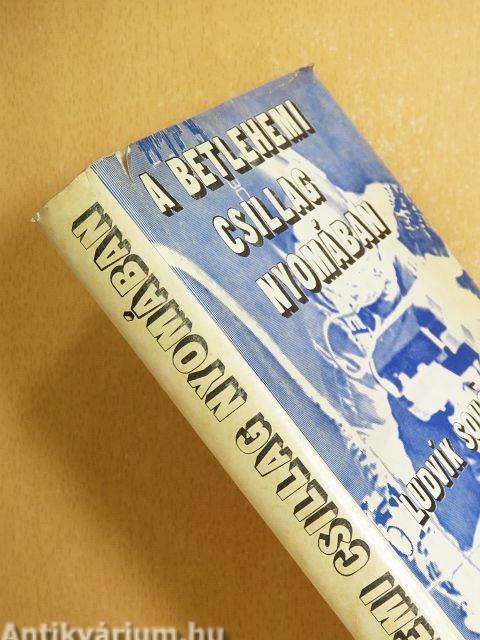 A BETLEHEMI
CSILLAG
NYOMÁBAN
LUDVÍK
CSILLAG NYOMÁBAN
Antikvárium.hu